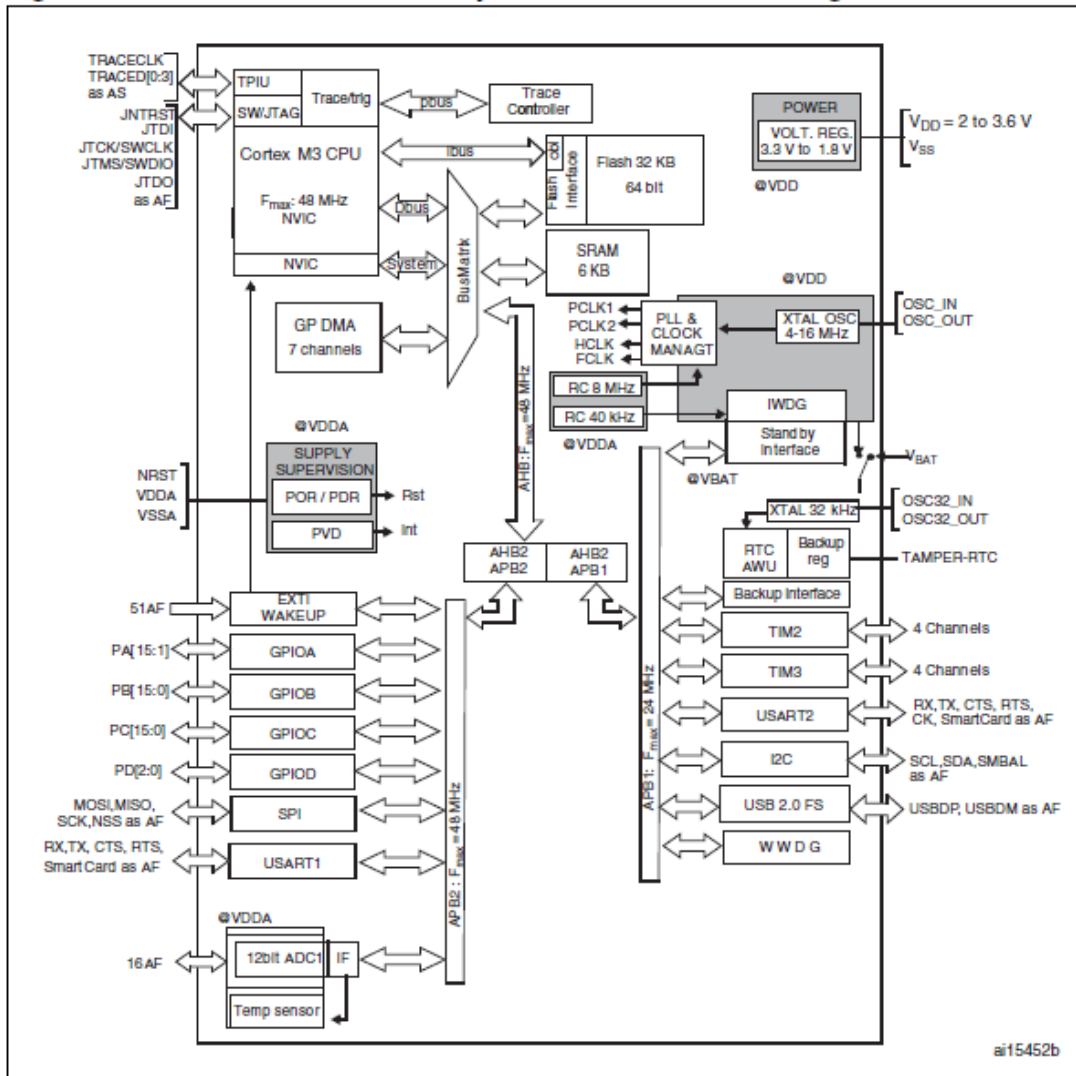 TRACECLK
TRACED[0:3]
as AS
JNTRST
JTDI
JTCK/SWCLK
JTMS/SWDIO
JTDO
as AF
TPIU
SW/JTAG
Trace/trig
pbus
Trace
Controller
Cortex M3 CPU
Fmax: 48 MHz
NVIC
NVIC
Ibus
Dbus
System
BusMatrix
Flash obl
Interface
Flash 32 KB
64 bit
SRAM
6 KB
POWER
VOLT. REG.
3.3 V to 1.8 V
@VDD
VDD = 2 to 3.6 V
VSS
GP DMA
7 channels
AHB: Fmax=48 MHz
PCLK1
PCLK2
HCLK
FCLK
PLL &
CLOCK
MANAGT
@VDD
XTAL OSC
4-16 MHz
OSC_IN
OSC_OUT
RC 8 MHz
RC 40 kHz
@VDDA
IWDG
Stand by
Interface
@VBAT
VBAT
@VDDA
SUPPLY
SUPERVISION
POR / PDR
Rst
PVD
Int
NRST
VDDA
VSSA
XTAL 32 kHz
OSC32_IN
OSC32_OUT
RTC
AWU
Backup
reg
TAMPER-RTC
Backup Interface
AHB2
APB2
AHB2
APB1
51AF
EXTI
WAKEUP
PA[15:1]
GPIOA
PB[15:0]
GPIOB
PC[15:0]
GPIOC
PD[2:0]
GPIOD
MOSI,MISO,
SCK,NSS as AF
SPI
RX,TX, CTS, RTS,
SmartCard as AF
USART1
APB2 : Fmax = 48 MHz
@VDDA
16AF
12bit ADC1
IF
Temp sensor
APB1: Fmax= 24 MHz
TIM2
4 Channels
TIM3
4 Channels
USART2
RX,TX, CTS, RTS,
CK, SmartCard as AF
I2C
SCL,SDA,SMBAL
as AF
USB 2.0 FS
USBDP, USBDM as AF
W W D G
ai15452b